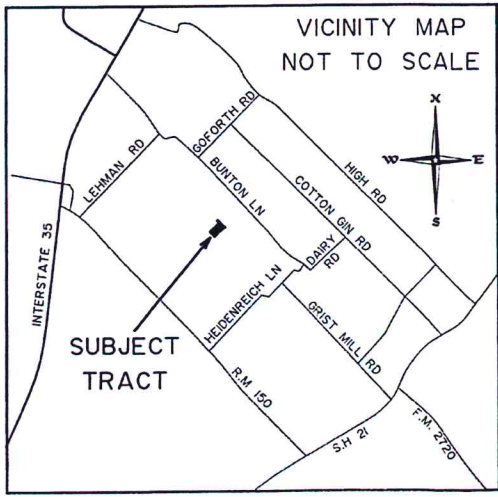 VICINITY MAP
NOT TO SCALE
N
W
E
S
GOFORTH RD
LEHMAN RD
BUNTON LN
HIGH RD
COTTON GIN RD
DAIRY
RD
INTERSTATE 35
HEIDENREICH LN
GRIST MILL RD
SUBJECT
TRACT
R.M 150
S.H 21
F.M. 2720